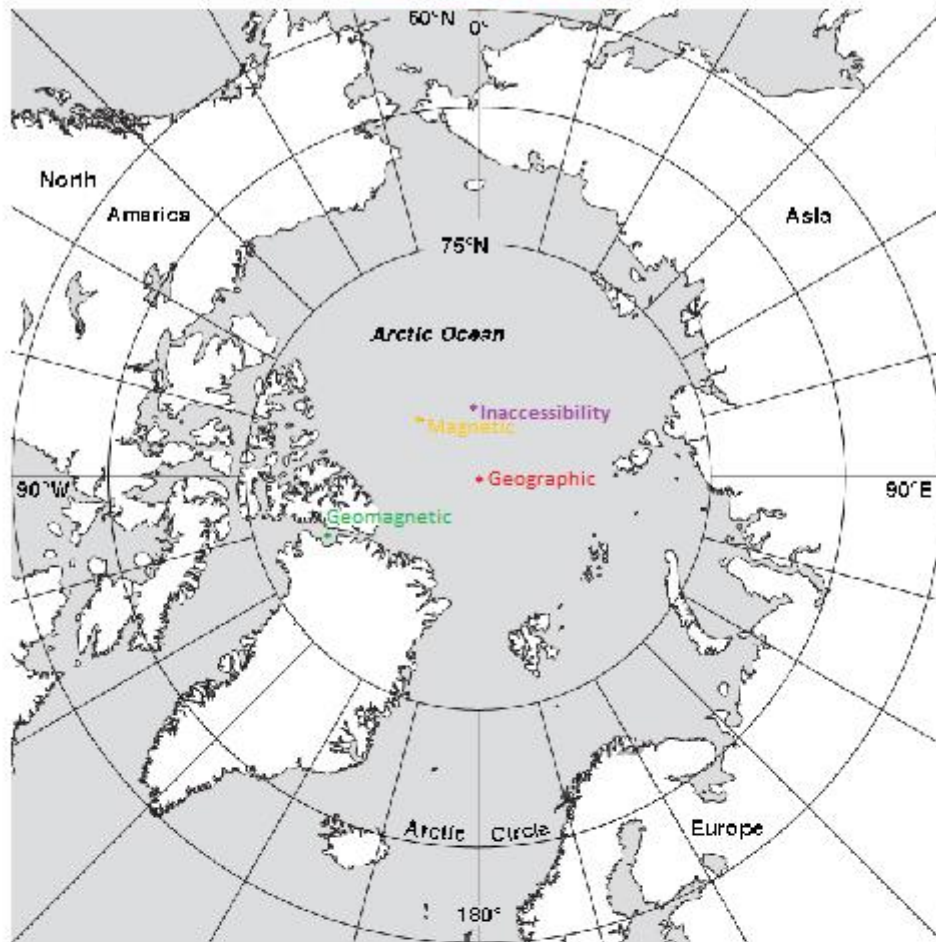 60°N
0°
North
America
Asia
75°N
Arctic Ocean
Inaccessibility
Magnetic
90°W
Geographic
90°E
Geomagnetic
Arctic Circle
Europe
180°